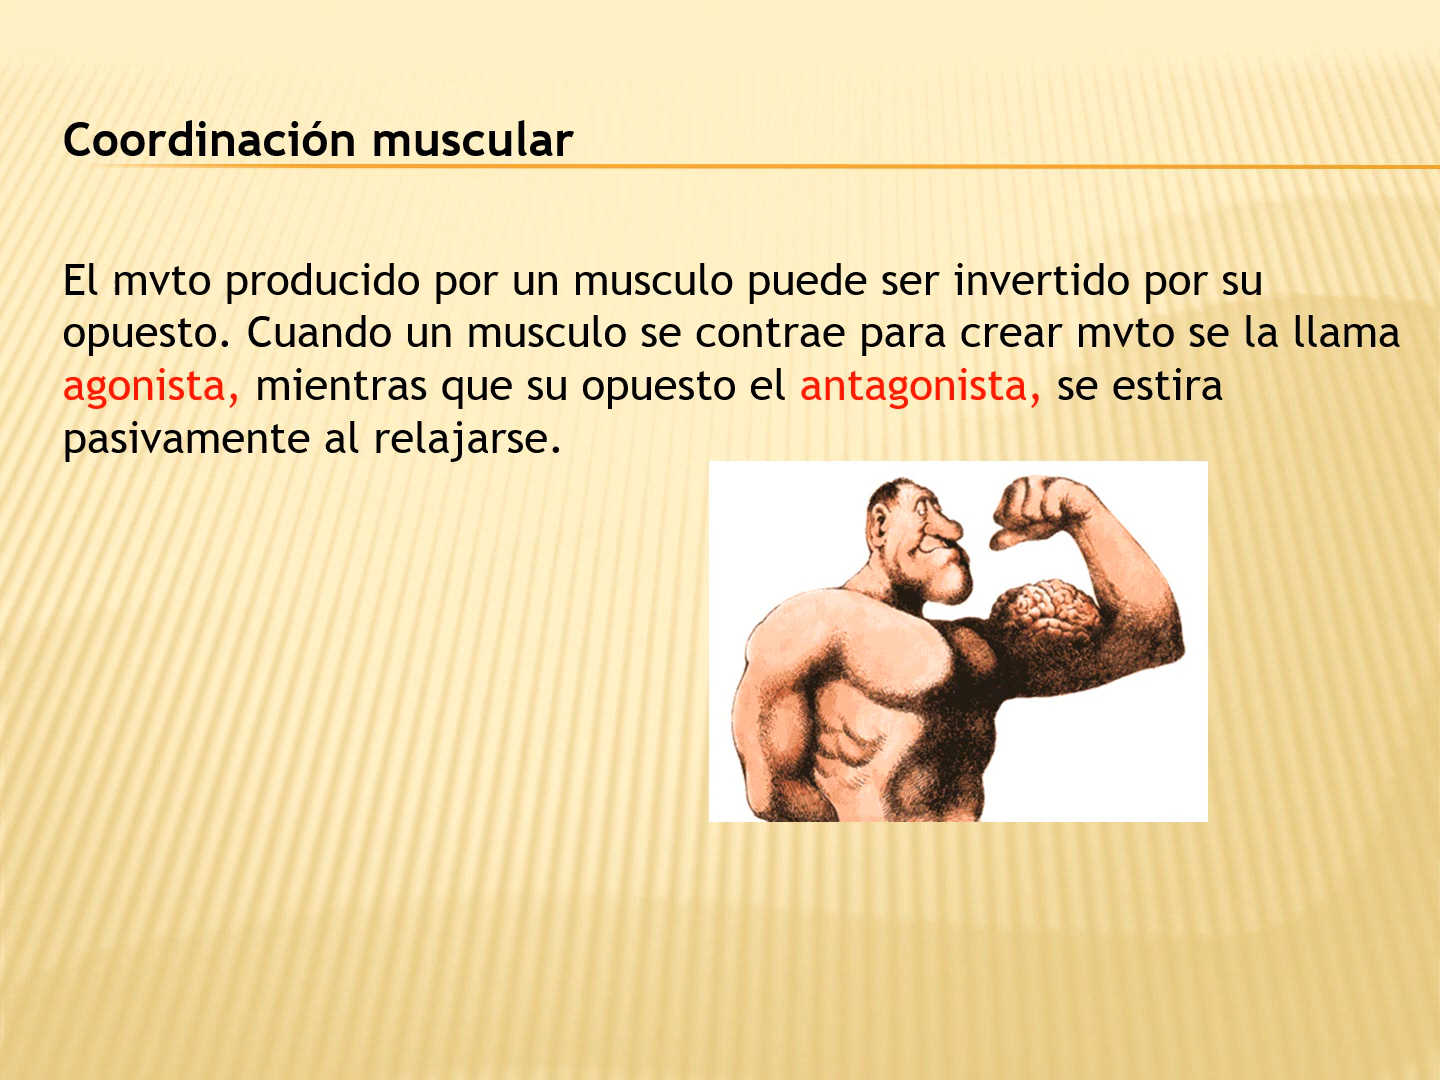 Coordinación muscular
El mvto producido por un musculo puede ser invertido por su
opuesto. Cuando un musculo se contrae para crear mvto se la llama
agonista, mientras que su opuesto el antagonista, se estira
pasivamente al relajarse.